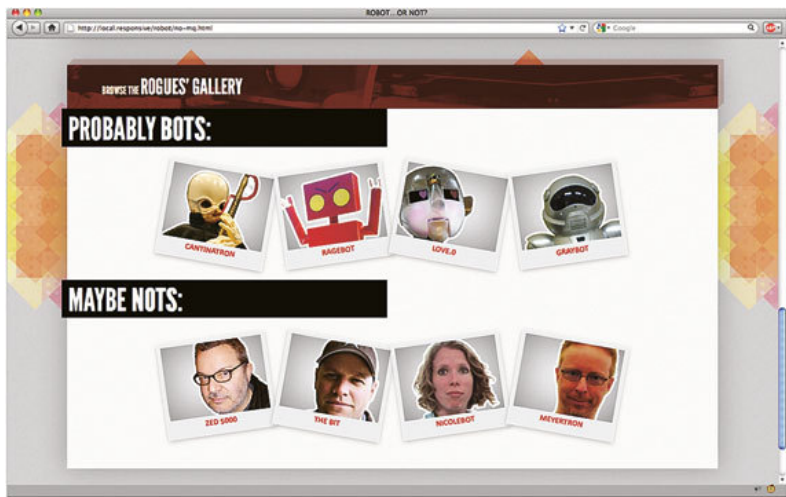 ROBOT... OR NOT?
http://local.responsive/robot/no-mq.html
Google
BROWSE THE ROGUES' GALLERY
PROBABLY BOTS:
CANTINATRON
RAGEBOT
LOVE.0
GRAYBOT
MAYBE NOTS:
ZED 5000
THE BIT
NICOLEBOT
MEYERTRON